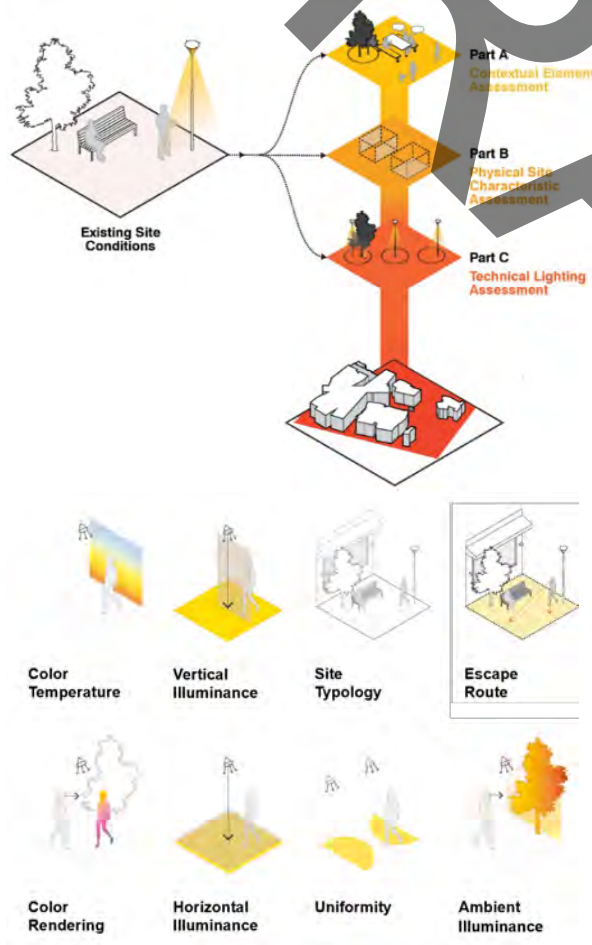 Part A
Contextual Element
Assessment
Part B
Physical Site
Characteristic
Assessment
Existing Site
Conditions
Part C
Technical Lighting
Assessment
Color
Temperature
Vertical
Illuminance
Site
Typology
Escape
Route
Color
Rendering
Horizontal
Illuminance
Uniformity
Ambient
Illuminance